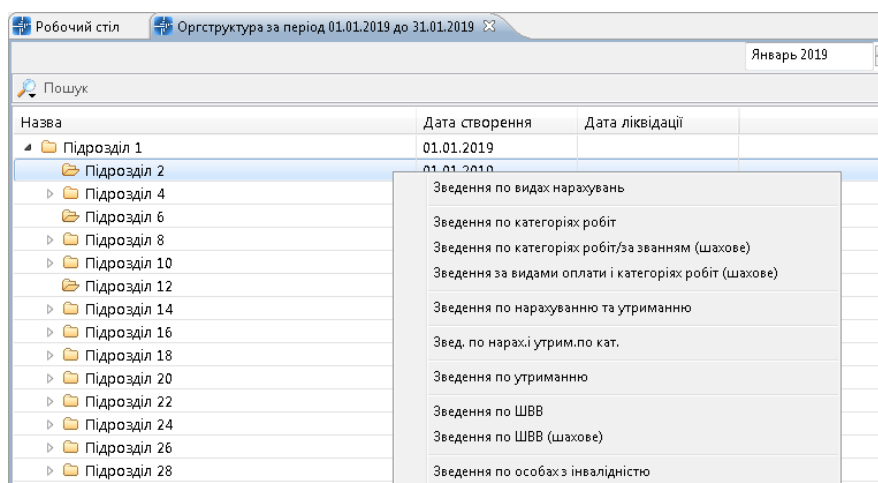 Робочий стіл Оргструктура за період 01.01.2019 до 31.01.2019
Январь 2019
Пошук
Назва Дата створення Дата ліквідації
Підрозділ 1 01.01.2019
Підрозділ 2 01.01.2019
Підрозділ 4
Підрозділ 6
Підрозділ 8
Підрозділ 10
Підрозділ 12
Підрозділ 14
Підрозділ 16
Підрозділ 18
Підрозділ 20
Підрозділ 22
Підрозділ 24
Підрозділ 26
Підрозділ 28
Зведення по видах нарахувань
Зведення по категоріях робіт
Зведення по категоріях робіт/за званням (шахове)
Зведення за видами оплати і категоріях робіт (шахове)
Зведення по нарахуванню та утриманню
Звед. по нарах.і утрим.по кат.
Зведення по утриманню
Зведення по ШВВ
Зведення по ШВВ (шахове)
Зведення по особах з інвалідністю